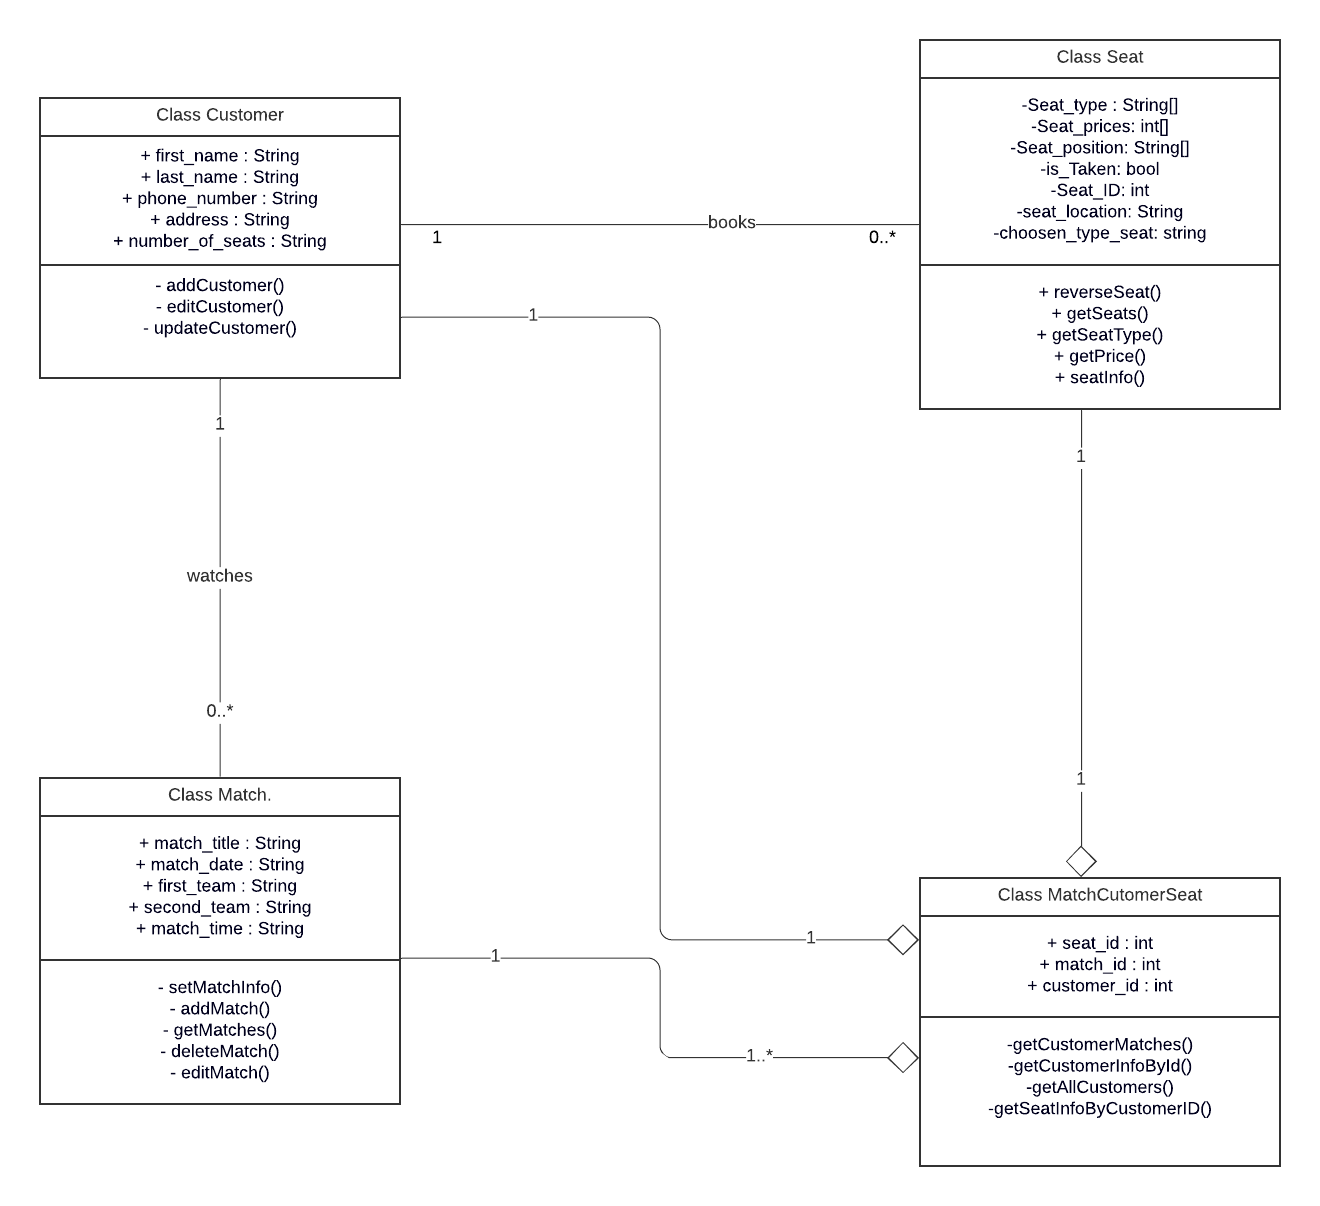 Class Customer
+ first_name : String
+ last_name : String
+ phone_number : String
+ address : String
+ number_of_seats : String
- addCustomer()
- editCustomer()
- updateCustomer()
Class Seat
-Seat_type : String[]
-Seat_prices: int[]
-Seat_position: String[]
-is_Taken: bool
-Seat_ID: int
-seat_location: String
-choosen_type_seat: string
+ reverseSeat()
+ getSeats()
+ getSeatType()
+ getPrice()
+ seatInfo()
books
1
0..*
1
1
1
watches
0..*
1
Class Match.
+ match_title : String
+ match_date : String
+ first_team : String
+ second_team : String
+ match_time : String
- setMatchInfo()
- addMatch()
- getMatches()
- deleteMatch()
- editMatch()
1
1
1..*
Class MatchCutomerSeat
+ seat_id : int
+ match_id : int
+ customer_id : int
-getCustomerMatches()
-getCustomerInfoById()
-getAllCustomers()
-getSeatInfoByCustomerID()